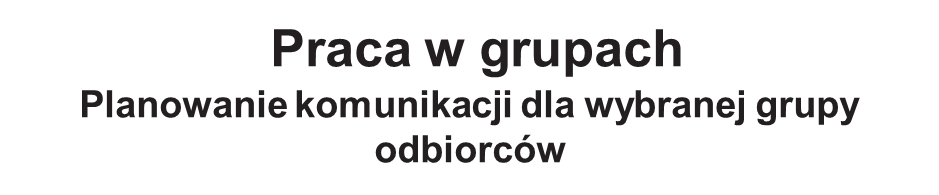 Praca w grupach
Planowanie komunikacji dla wybranej grupy
odbiorców